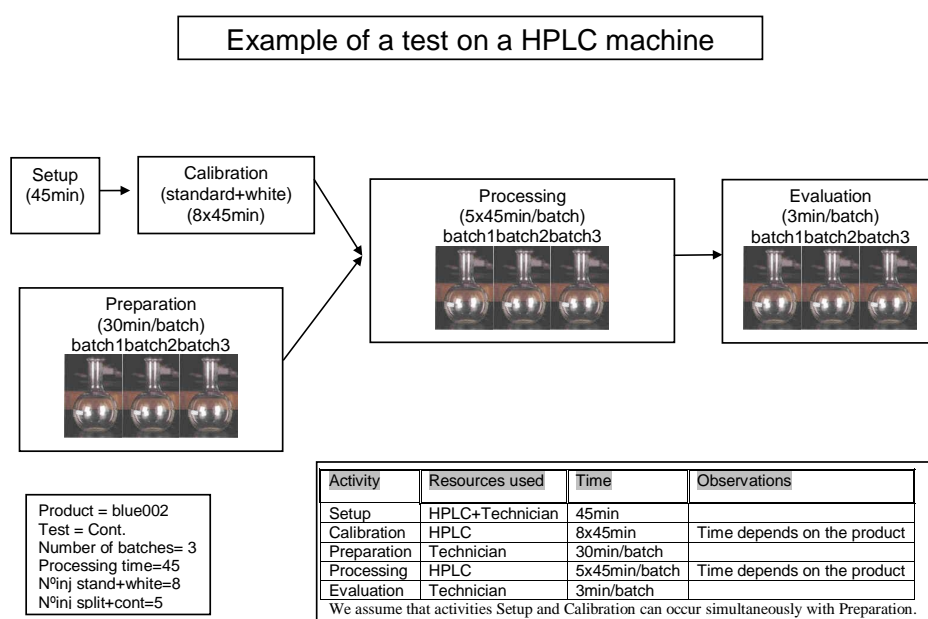 Example of a test on a HPLC machine
Setup
(45min)
Calibration
(standard+white)
(8x45min)
Processing
(5x45min/batch)
batch1batch2batch3
Evaluation
(3min/batch)
batch1batch2batch3
Preparation
(30min/batch)
batch1batch2batch3
Product = blue002
Test = Cont.
Number of batches= 3
Processing time=45
Nºinj stand+white=8
Nºinj split+cont=5
Activity Resources used Time Observations
Setup HPLC+Technician 45min
Calibration HPLC 8x45min Time depends on the product
Preparation Technician 30min/batch
Processing HPLC 5x45min/batch Time depends on the product
Evaluation Technician 3min/batch
We assume that activities Setup and Calibration can occur simultaneously with Preparation.